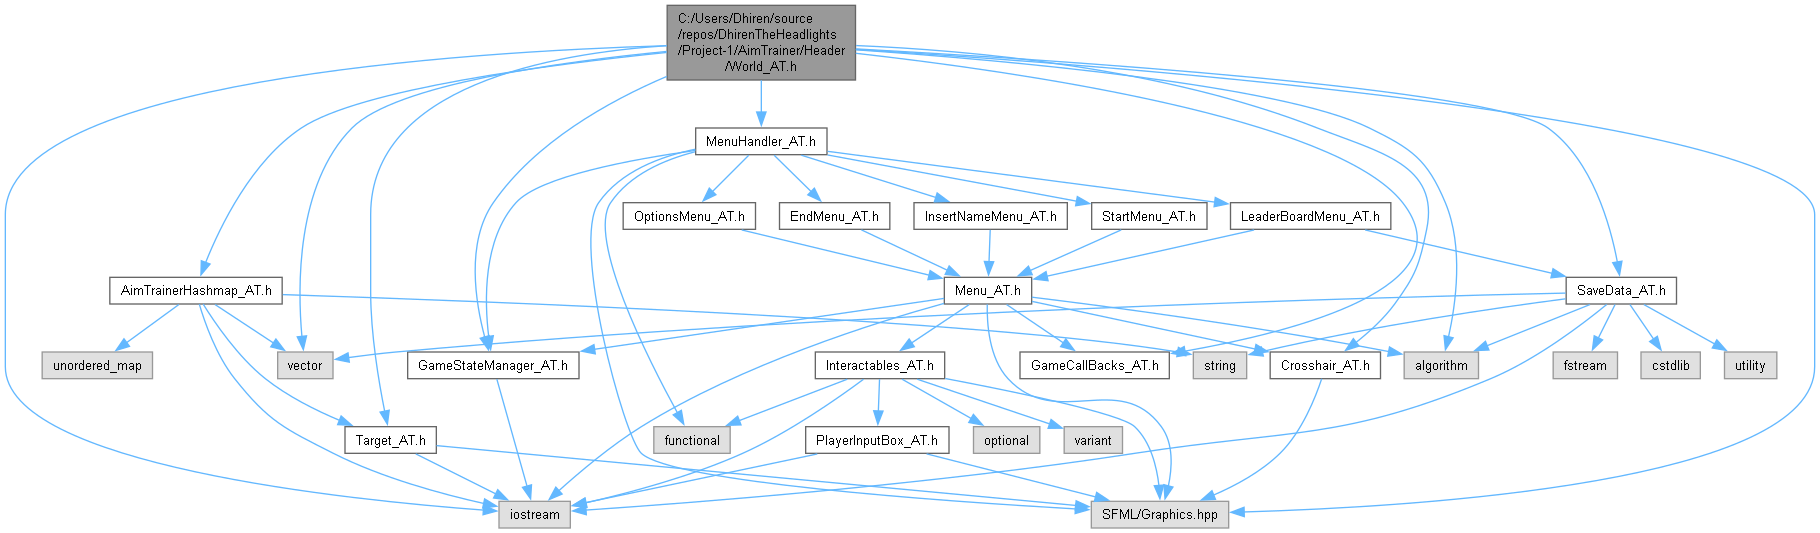 C:/Users/Dhiren/source
/repos/DhirenTheHeadlights
/Project-1/AimTrainer/Header
/World_AT.h
MenuHandler_AT.h
OptionsMenu_AT.h
EndMenu_AT.h
InsertNameMenu_AT.h
StartMenu_AT.h
LeaderBoardMenu_AT.h
AimTrainerHashmap_AT.h
Menu_AT.h
SaveData_AT.h
unordered_map
vector
GameStateManager_AT.h
Interactables_AT.h
GameCallBacks_AT.h
string
Crosshair_AT.h
algorithm
fstream
cstdlib
utility
Target_AT.h
functional
PlayerInputBox_AT.h
optional
variant
iostream
SFML/Graphics.hpp